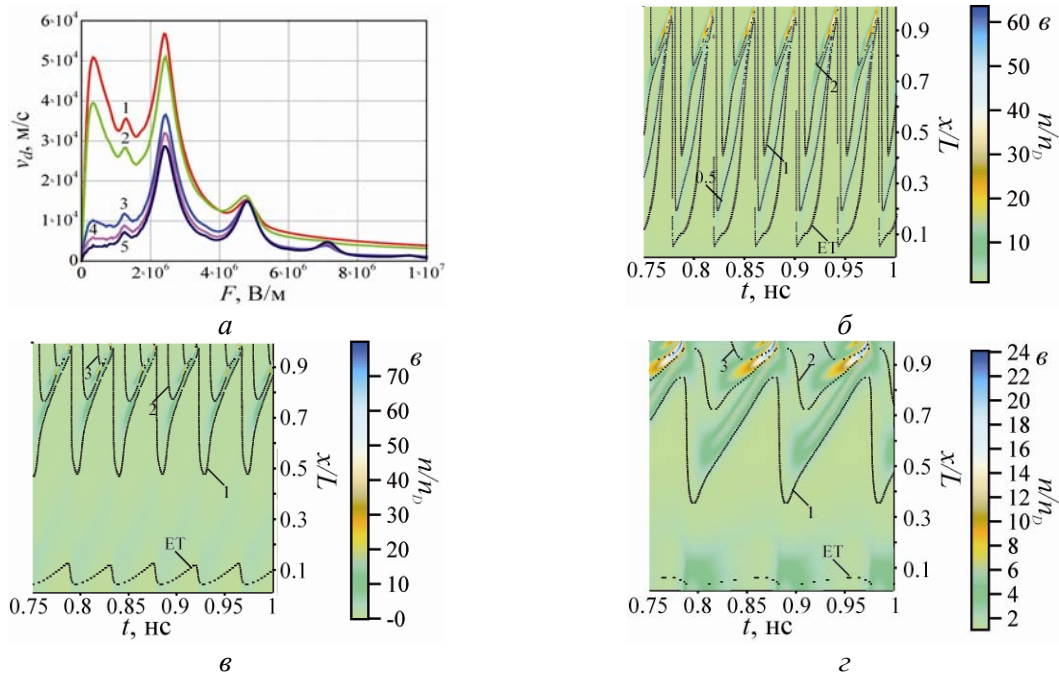 6*10⁴
5*10⁴
4*10⁴
3*10⁴
2*10⁴
1*10⁴
0
v_d, м/с
1
2
3
4
5
0 2*10⁶ 4*10⁶ 6*10⁶ 8*10⁶ 1*10⁷
F, В/м
а
2
1
0.5
ET
0.9
0.7
0.5
0.3
0.1
x/L
0.75 0.8 0.85 0.9 0.95 1
t, нс
60
50
40
30
20
10
в
n/n_D
б
3
2
1
ET
0.9
0.7
0.5
0.3
0.1
x/L
0.75 0.8 0.85 0.9 0.95 1
t, нс
70
60
50
40
30
20
10
-0
в
n/n_D
в
3
2
1
ET
0.9
0.7
0.5
0.3
0.1
x/L
0.75 0.8 0.85 0.9 0.95 1
t, нс
24
22
20
18
16
14
12
10
8
6
4
2
в
n/n_D
г